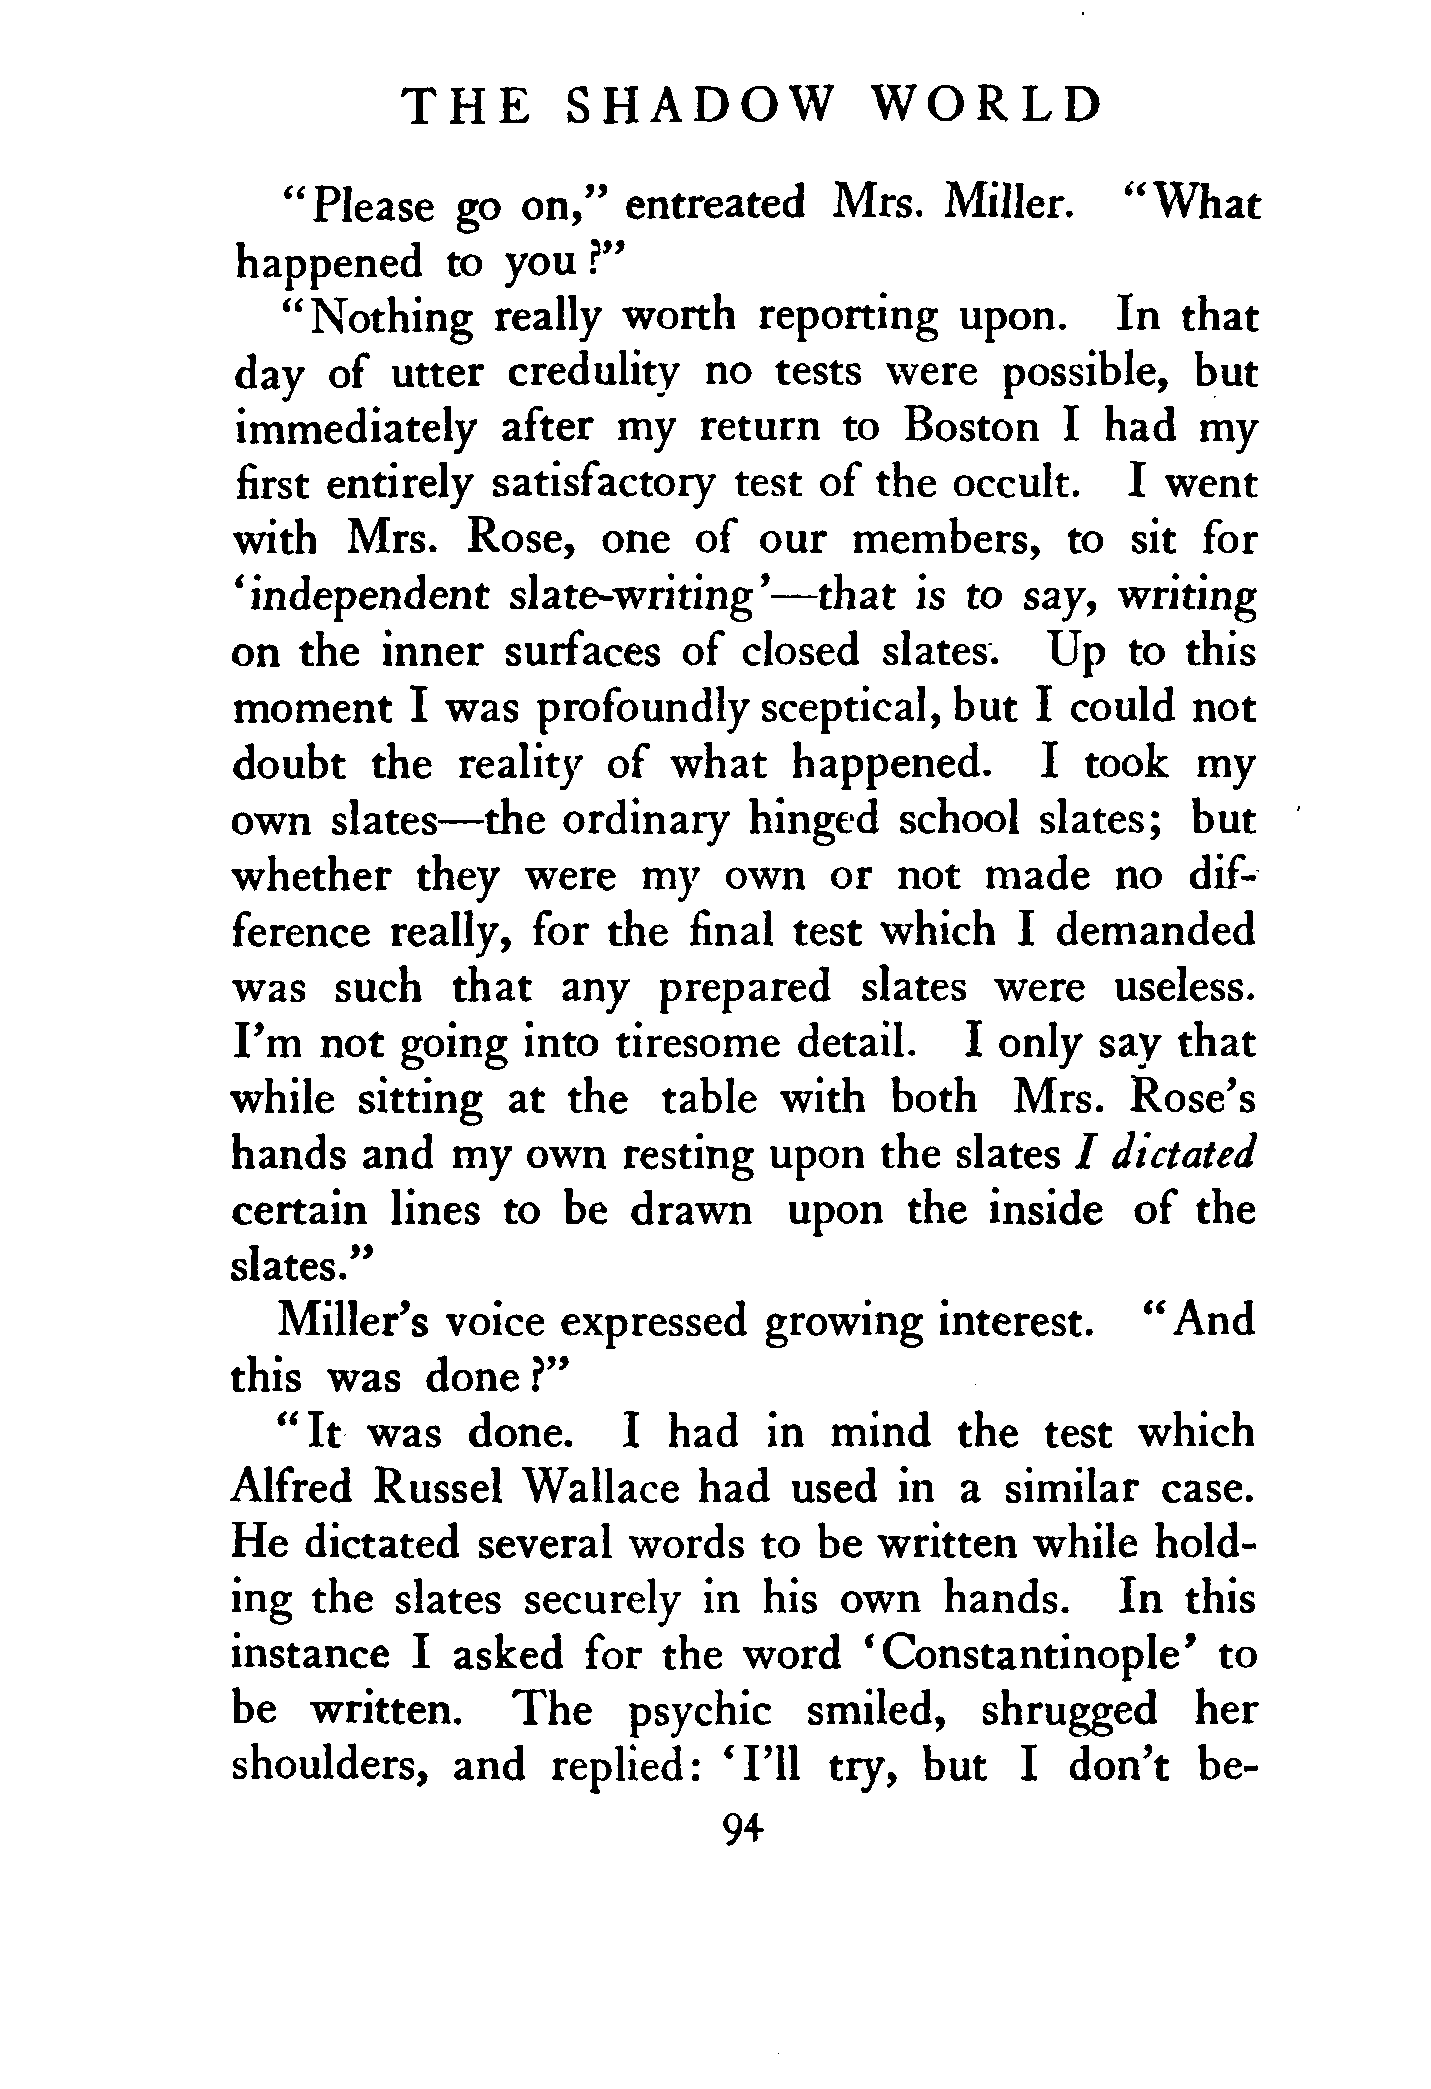 THE SHADOW WORLD
"Please go on," entreated Mrs. Miller. "What
happened to you?"
"Nothing really worth reporting upon. In that
day of utter credulity no tests were possible, but
immediately after my return to Boston I had my
first entirely satisfactory test of the occult. I went
with Mrs. Rose, one of our members, to sit for
'independent slate-writing'—that is to say, writing
on the inner surfaces of closed slates. Up to this
moment I was profoundly sceptical, but I could not
doubt the reality of what happened. I took my
own slates—the ordinary hinged school slates; but
whether they were my own or not made no dif-
ference really, for the final test which I demanded
was such that any prepared slates were useless.
I'm not going into tiresome detail. I only say that
while sitting at the table with both Mrs. Rose's
hands and my own resting upon the slates I dictated
certain lines to be drawn upon the inside of the
slates."
Miller's voice expressed growing interest. "And
this was done?"
"It was done. I had in mind the test which
Alfred Russel Wallace had used in a similar case.
He dictated several words to be written while hold-
ing the slates securely in his own hands. In this
instance I asked for the word 'Constantinople' to
be written. The psychic smiled, shrugged her
shoulders, and replied: 'I'll try, but I don't be-
94